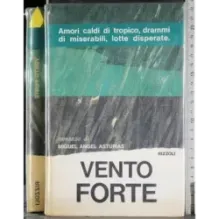 Amori caldi di tropico, drammi
di miserabili, lotte disperate.
romanzo di
MIGUEL ANGEL ASTURIAS
RIZZOLI
VENTO
FORTE